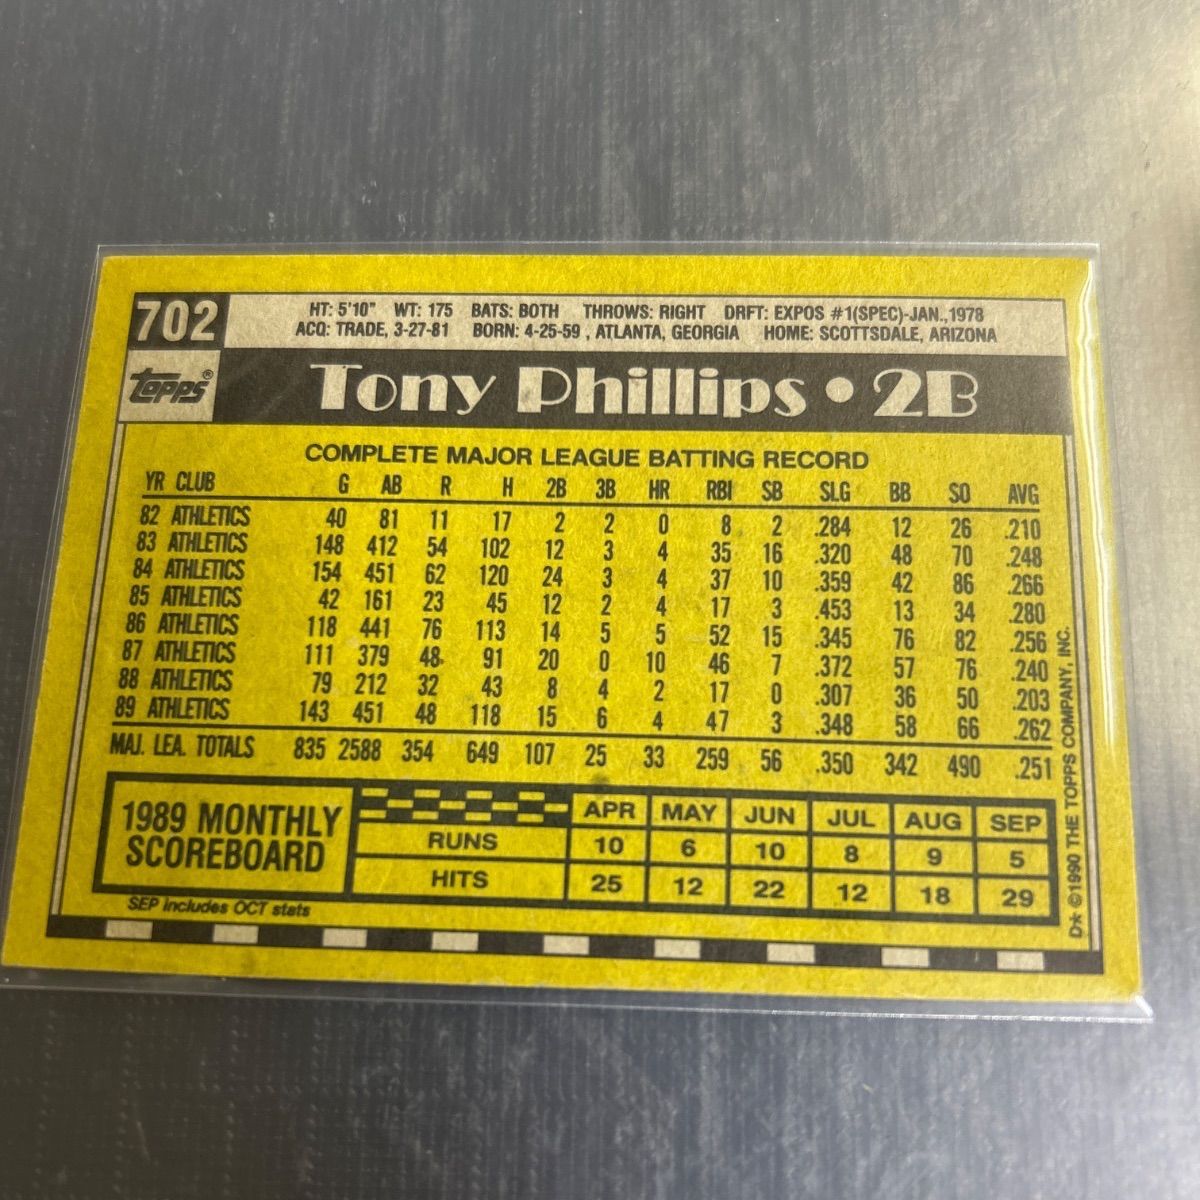 702
HT: 5'10" WT: 175 BATS: BOTH THROWS: RIGHT DRFT: EXPOS #1(SPEC)-JAN.,1978
ACQ: TRADE, 3-27-81 BORN: 4-25-59 , ATLANTA, GEORGIA HOME: SCOTTSDALE, ARIZONA
TOPPS®
Tony Phillips • 2B
COMPLETE MAJOR LEAGUE BATTING RECORD
YR CLUB G AB R H 2B 3B HR RBI SB SLG BB SO AVG
82 ATHLETICS 40 81 11 17 2 2 0 8 2 .284 12 26 .210
83 ATHLETICS 148 412 54 102 12 3 4 35 16 .320 48 70 .248
84 ATHLETICS 154 451 62 120 24 3 4 37 10 .359 42 86 .266
85 ATHLETICS 42 161 23 45 12 2 4 17 3 .453 13 34 .280
86 ATHLETICS 118 441 76 113 14 5 5 52 15 .345 76 82 .256
87 ATHLETICS 111 379 48 91 20 0 10 46 7 .372 57 76 .240
88 ATHLETICS 79 212 32 43 8 4 2 17 0 .307 36 50 .203
89 ATHLETICS 143 451 48 118 15 6 4 47 3 .348 58 66 .262
MAJ. LEA. TOTALS 835 2588 354 649 107 25 33 259 56 .350 342 490 .251
1989 MONTHLY SCOREBOARD
APR MAY JUN JUL AUG SEP
RUNS 10 6 10 8 9 5
HITS 25 12 22 12 18 29
SEP includes OCT stats
D* ©1990 THE TOPPS COMPANY, INC.